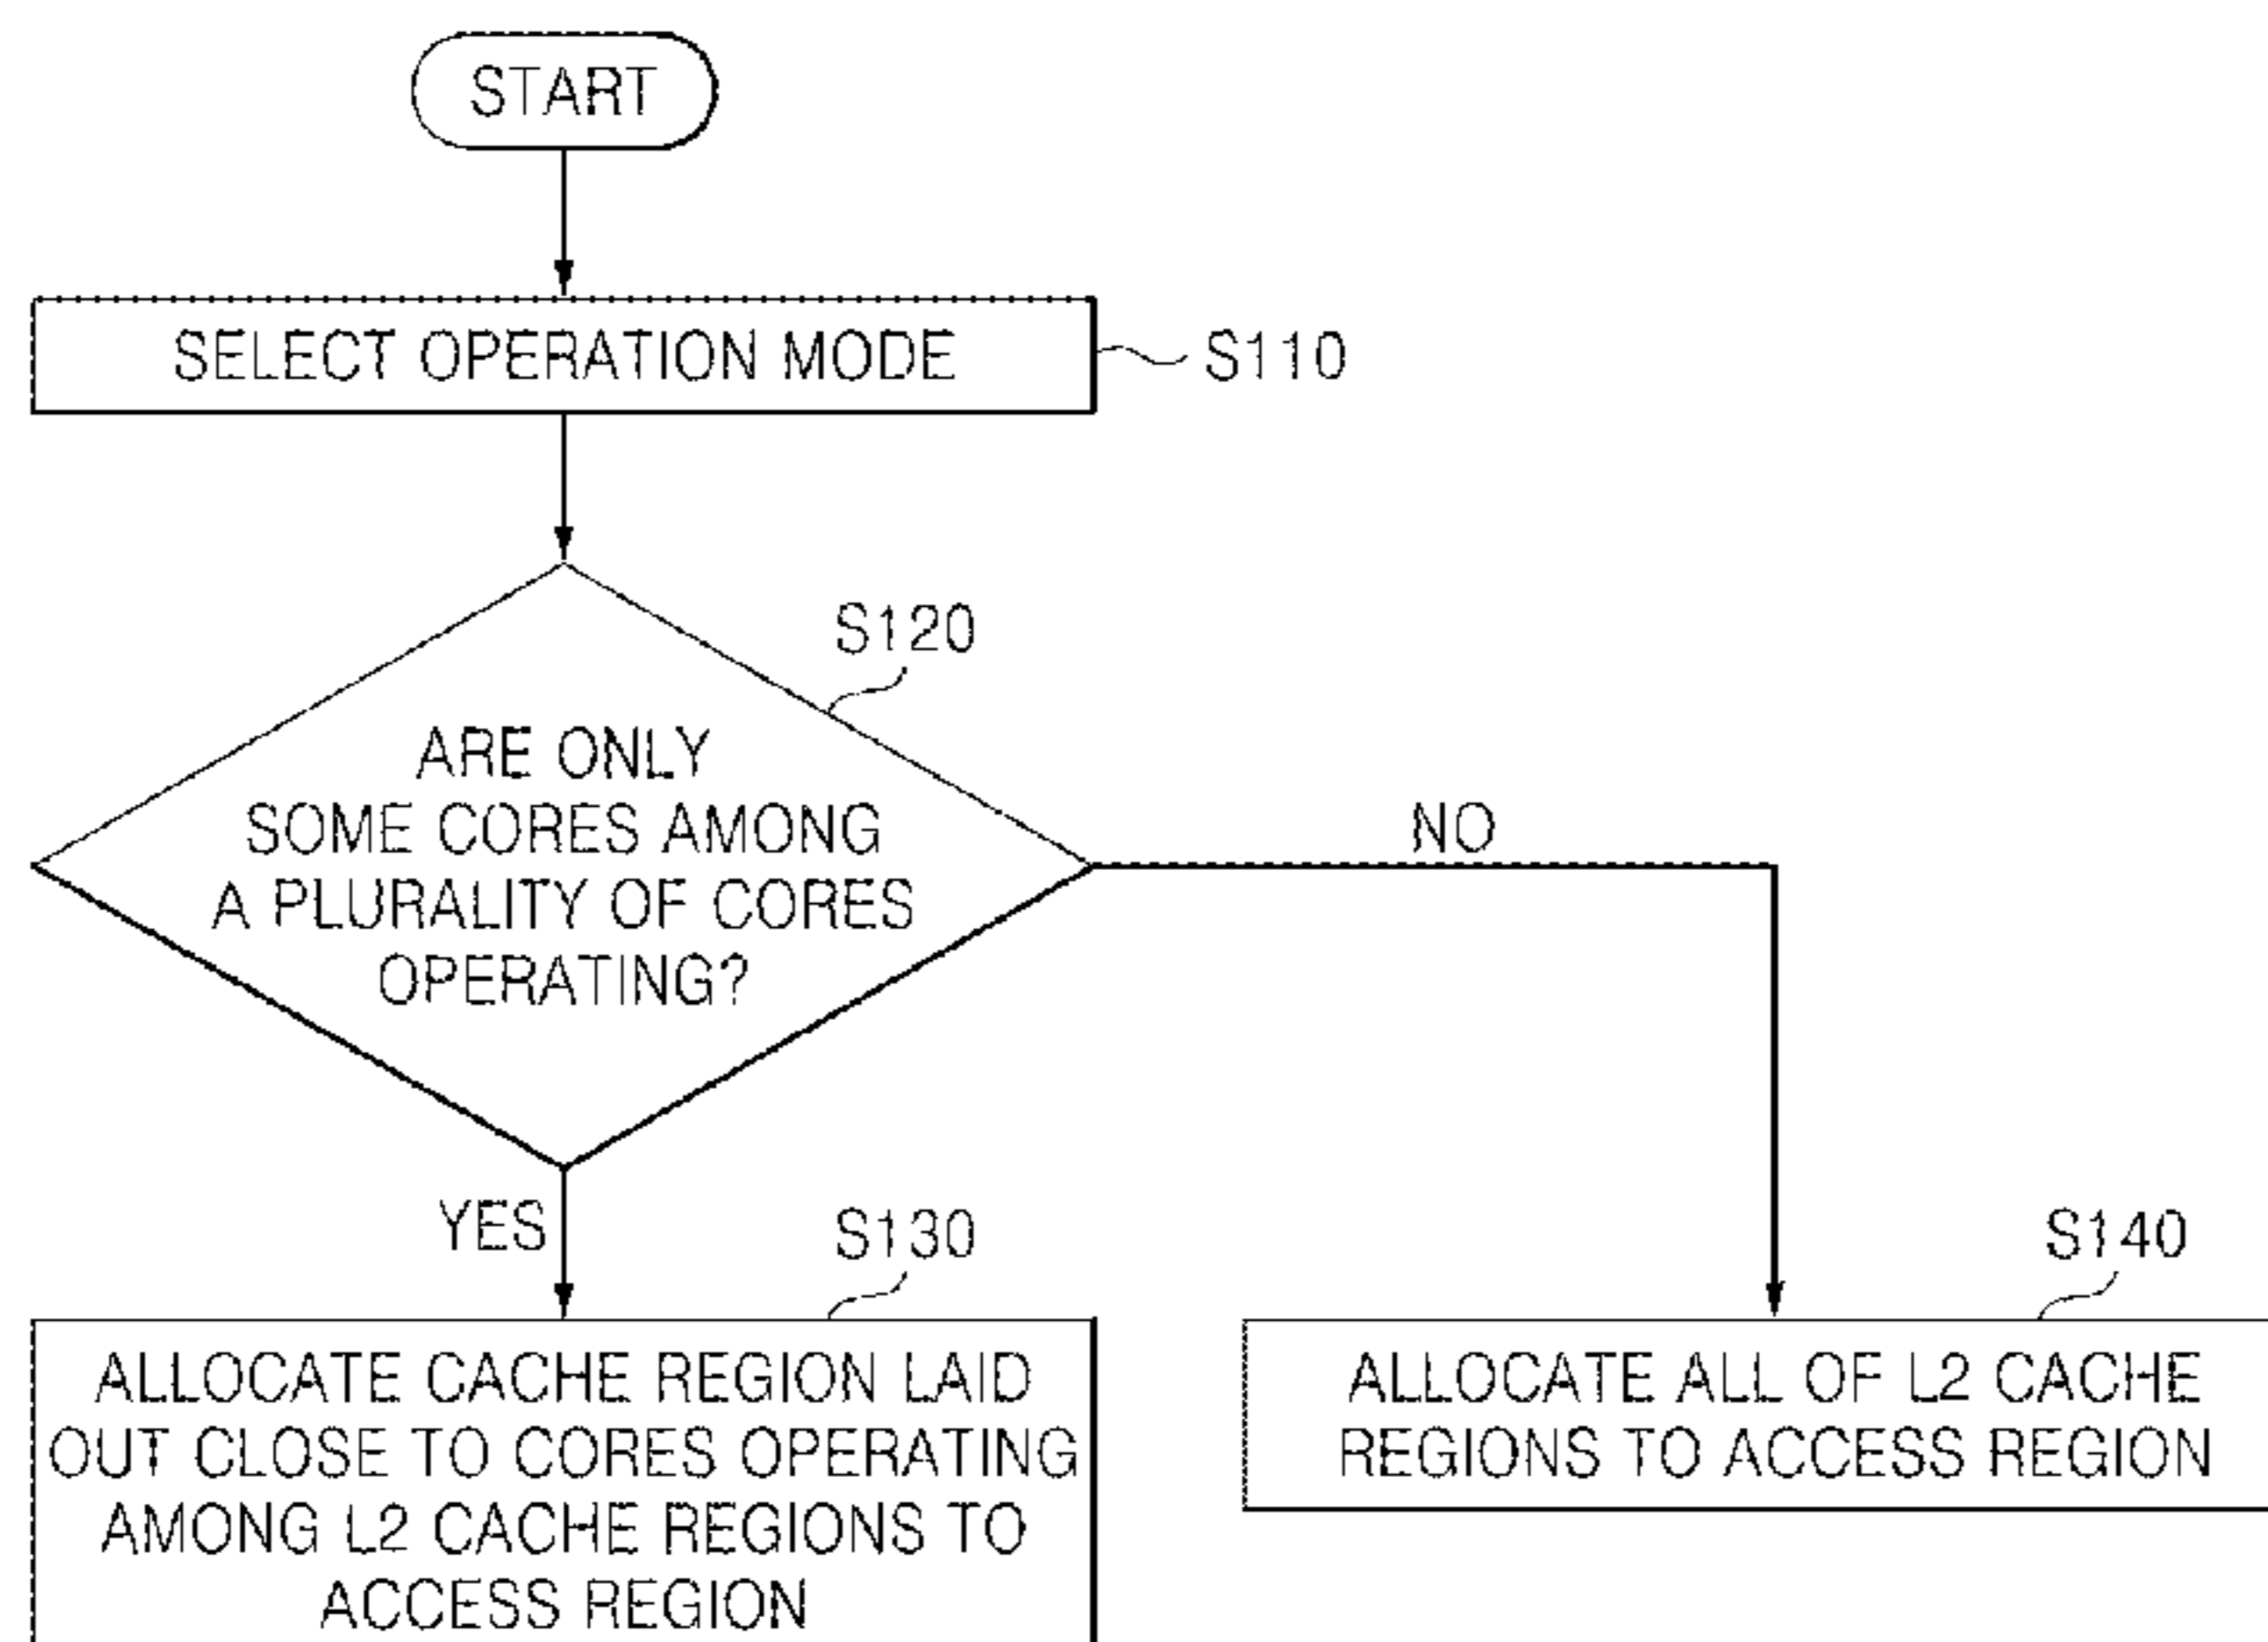 START
SELECT OPERATION MODE
S110
S120
ARE ONLY
SOME CORES AMONG
A PLURALITY OF CORES
OPERATING?
NO
YES
S130
ALLOCATE CACHE REGION LAID
OUT CLOSE TO CORES OPERATING
AMONG L2 CACHE REGIONS TO
ACCESS REGION
S140
ALLOCATE ALL OF L2 CACHE
REGIONS TO ACCESS REGION